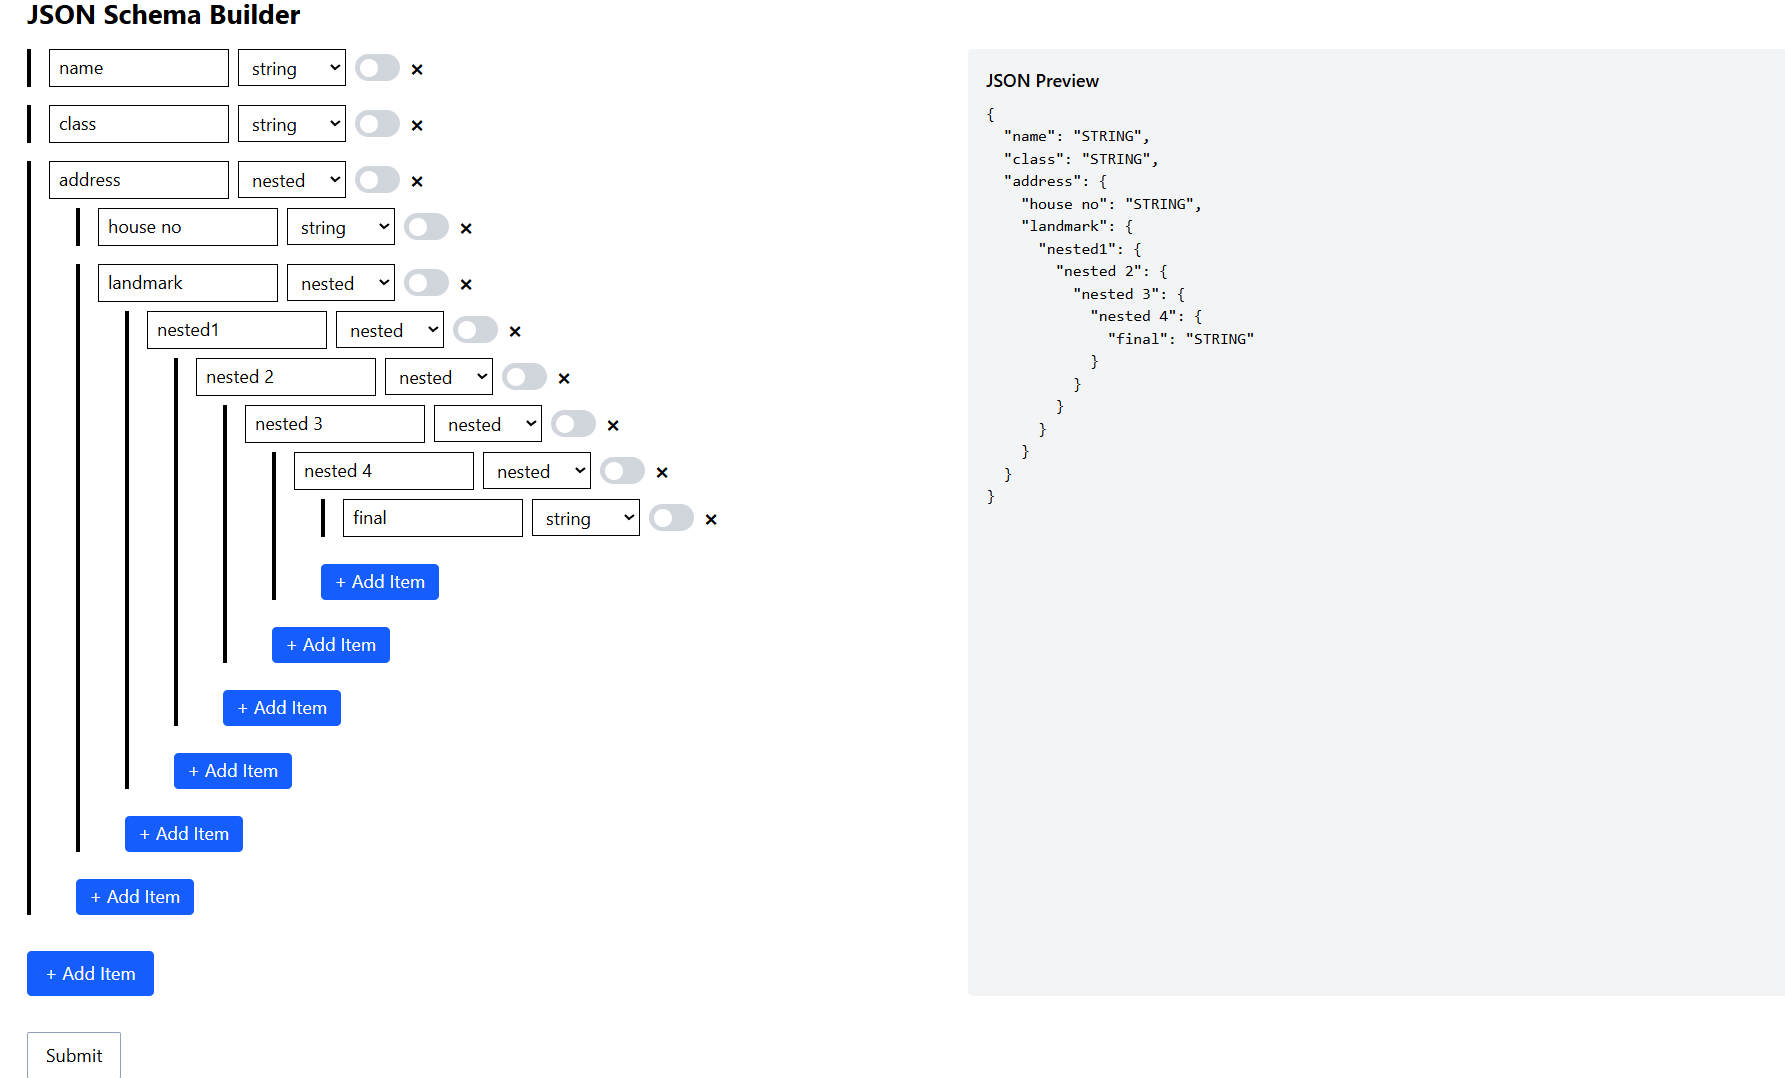 JSON Schema Builder
name string ×
class string ×
address nested ×
house no string ×
landmark nested ×
nested1 nested ×
nested 2 nested ×
nested 3 nested ×
nested 4 nested ×
final string ×
+ Add Item
+ Add Item
+ Add Item
+ Add Item
+ Add Item
+ Add Item
+ Add Item
Submit
JSON Preview
{
  "name": "STRING",
  "class": "STRING",
  "address": {
    "house no": "STRING",
    "landmark": {
      "nested1": {
        "nested 2": {
          "nested 3": {
            "nested 4": {
              "final": "STRING"
            }
          }
        }
      }
    }
  }
}